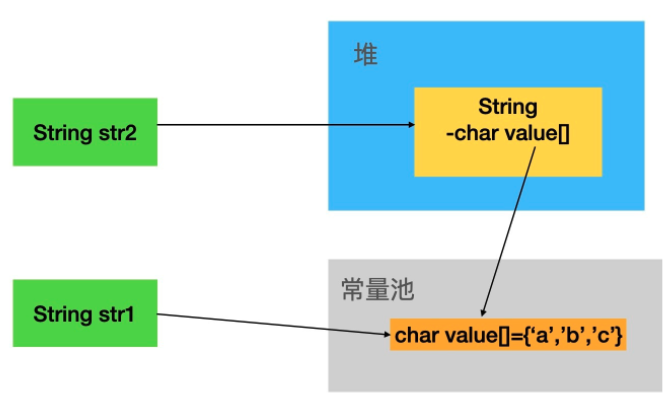 堆
String
-char value[]
String str2
常量池
String str1
char value[]={‘a’,’b’,’c’}